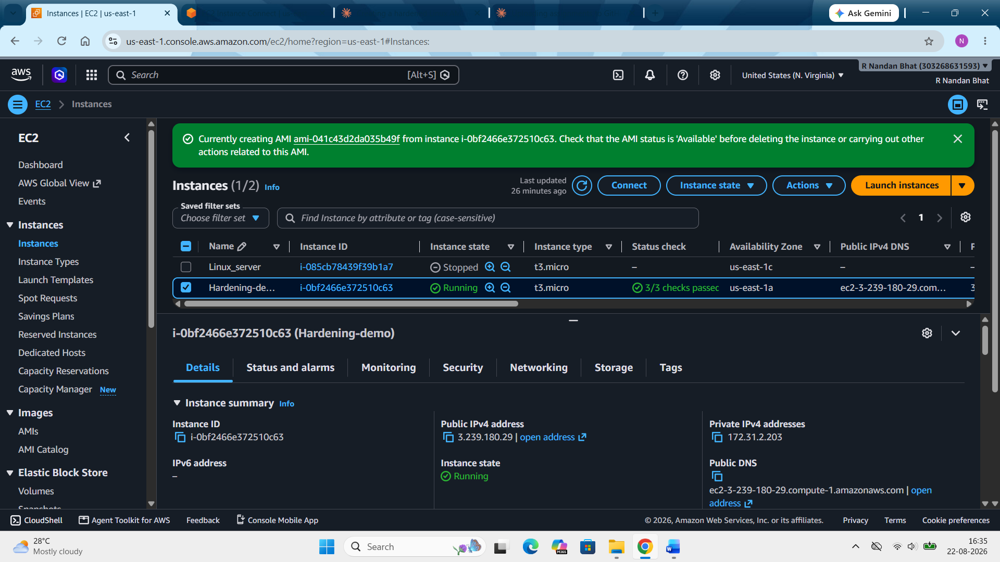 Instances | EC2 | us-east-1
Ask Gemini
us-east-1.console.aws.amazon.com/ec2/home?region=us-east-1#Instances:
N
aws
Search
[Alt+S]
United States (N. Virginia)
R Nandan Bhat (303268631593)
R Nandan Bhat
EC2
Instances
EC2
Dashboard
AWS Global View
Events
Instances
Instances
Instance Types
Launch Templates
Spot Requests
Savings Plans
Reserved Instances
Dedicated Hosts
Capacity Reservations
Capacity Manager New
Images
AMIs
AMI Catalog
Elastic Block Store
Volumes
Snapshots
Currently creating AMI ami-041c43d2da035b49f from instance i-0bf2466e372510c63. Check that the AMI status is 'Available' before deleting the instance or carrying out other
actions related to this AMI.
Instances (1/2) Info
Last updated
26 minutes ago
Connect
Instance state
Actions
Launch instances
Saved filter sets
Choose filter set
Find Instance by attribute or tag (case-sensitive)
1
Name Instance ID Instance state Instance type Status check Availability Zone Public IPv4 DNS
Linux_server i-085cb78439f39b1a7 Stopped t3.micro – us-east-1c –
Hardening-de... i-0bf2466e372510c63 Running t3.micro 3/3 checks passec us-east-1a ec2-3-239-180-29.com... 3
i-0bf2466e372510c63 (Hardening-demo)
Details
Status and alarms
Monitoring
Security
Networking
Storage
Tags
Instance summary Info
Instance ID
i-0bf2466e372510c63
Public IPv4 address
3.239.180.29 | open address
Private IPv4 addresses
172.31.2.203
IPv6 address
–
Instance state
Running
Public DNS
ec2-3-239-180-29.compute-1.amazonaws.com | open
address
CloudShell
Agent Toolkit for AWS
Feedback
Console Mobile App
© 2026, Amazon Web Services, Inc. or its affiliates.
Privacy
Terms
Cookie preferences
28°C
Mostly cloudy
Search
M365
W
16:35
22-08-2026